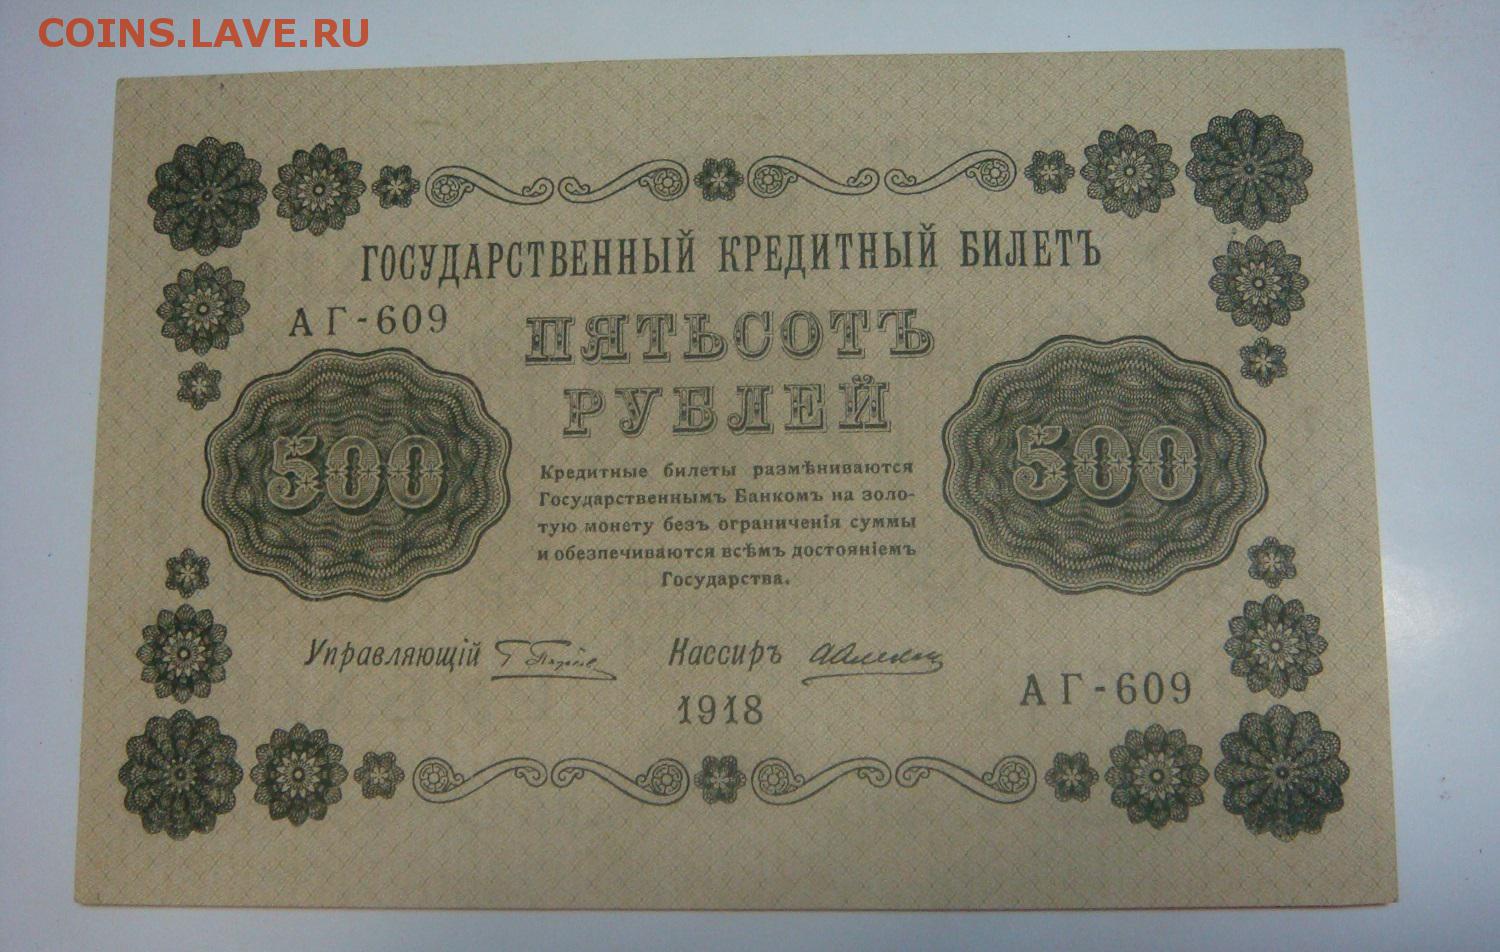 COINS.LAVE.RU
ГОСУДАРСТВЕННЫЙ КРЕДИТНЫЙ БИЛЕТЪ
АГ-609
ПЯТЬСОТЪ
РУБЛЕЙ
500
500
Кредитные билеты размѣниваются
Государственнымъ Банкомъ на золо-
тую монету безъ ограниченія суммы
и обезпечиваются всѣмъ достояніемъ
Государства.
Управляющій Кассиръ
1918
АГ-609